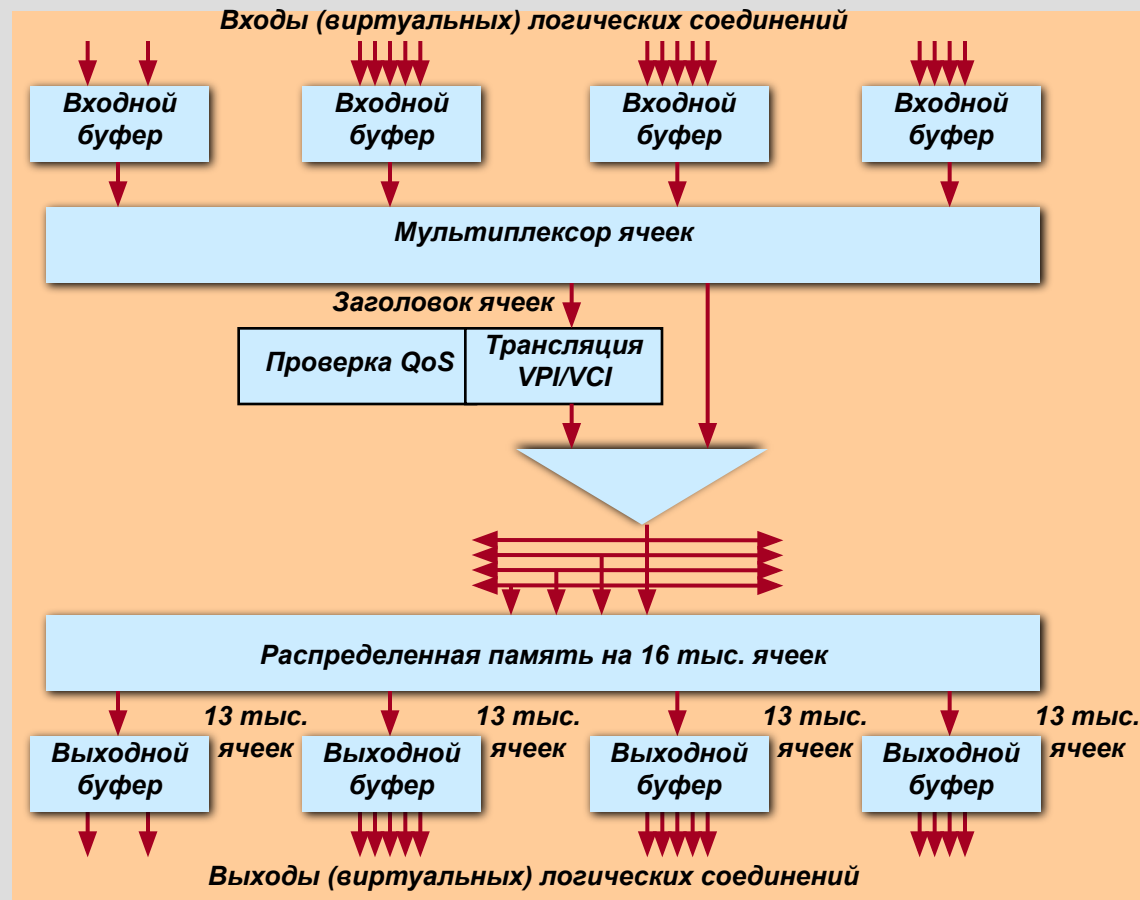 Входы (виртуальных) логических соединений
Входной
буфер
Входной
буфер
Входной
буфер
Входной
буфер
Мультиплексор ячеек
Заголовок ячеек
Проверка QoS
Трансляция
VPI/VCI
Распределенная память на 16 тыс. ячеек
13 тыс.
ячеек
13 тыс.
ячеек
13 тыс.
ячеек
13 тыс.
ячеек
Выходной
буфер
Выходной
буфер
Выходной
буфер
Выходной
буфер
Выходы (виртуальных) логических соединений